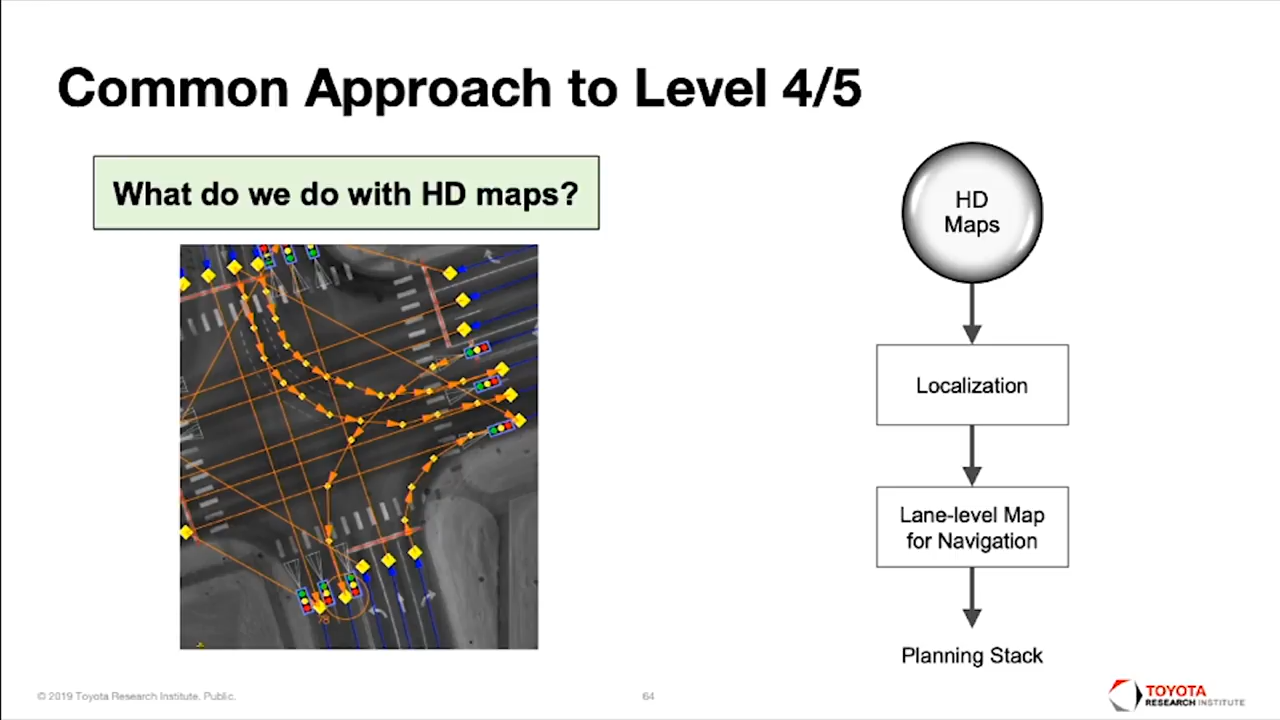 Common Approach to Level 4/5
What do we do with HD maps?
HD
Maps
Localization
Lane-level Map
for Navigation
Planning Stack
© 2019 Toyota Research Institute. Public.
64
TOYOTA
RESEARCH INSTITUTE